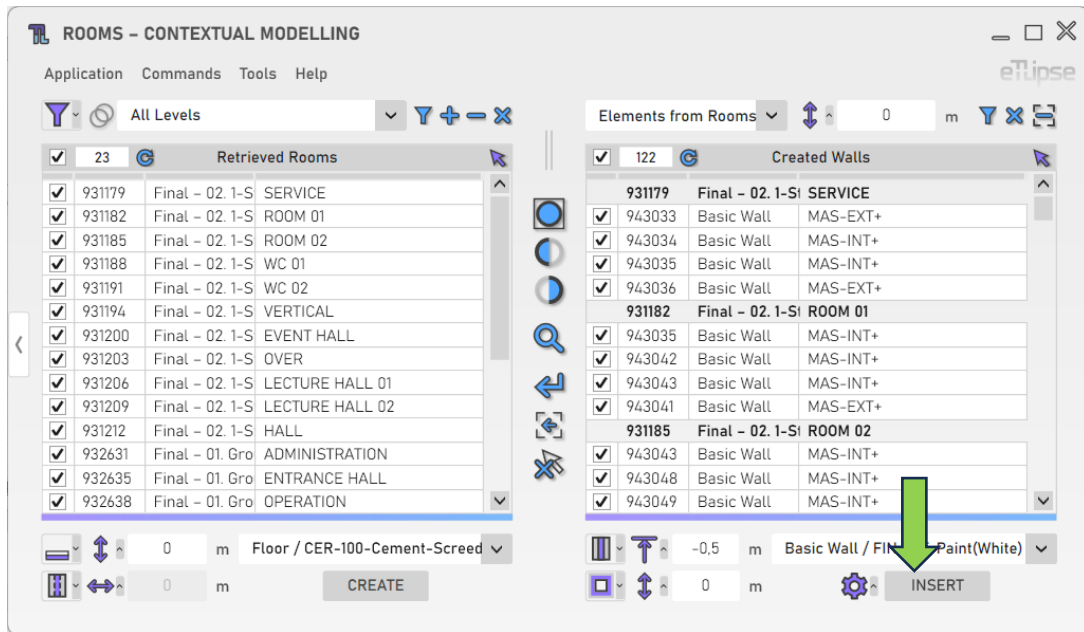 ROOMS – CONTEXTUAL MODELLING
Application Commands Tools Help
eTLipse
All Levels
Elements from Rooms 0 m
23 Retrieved Rooms
931179 Final – 02. 1-S SERVICE
931182 Final – 02. 1-S ROOM 01
931185 Final – 02. 1-S ROOM 02
931188 Final – 02. 1-S WC 01
931191 Final – 02. 1-S WC 02
931194 Final – 02. 1-S VERTICAL
931200 Final – 02. 1-S EVENT HALL
931203 Final – 02. 1-S OVER
931206 Final – 02. 1-S LECTURE HALL 01
931209 Final – 02. 1-S LECTURE HALL 02
931212 Final – 02. 1-S HALL
932631 Final – 01. Gro ADMINISTRATION
932635 Final – 01. Gro ENTRANCE HALL
932638 Final – 01. Gro OPERATION
122 Created Walls
931179 Final – 02. 1-St SERVICE
943033 Basic Wall MAS-EXT+
943034 Basic Wall MAS-INT+
943035 Basic Wall MAS-INT+
943036 Basic Wall MAS-EXT+
931182 Final – 02. 1-St ROOM 01
943035 Basic Wall MAS-INT+
943042 Basic Wall MAS-INT+
943043 Basic Wall MAS-INT+
943041 Basic Wall MAS-EXT+
931185 Final – 02. 1-St ROOM 02
943043 Basic Wall MAS-INT+
943048 Basic Wall MAS-INT+
943049 Basic Wall MAS-INT+
0 m Floor / CER-100-Cement-Screed
0 m CREATE
-0,5 m Basic Wall / Paint(White)
0 m INSERT